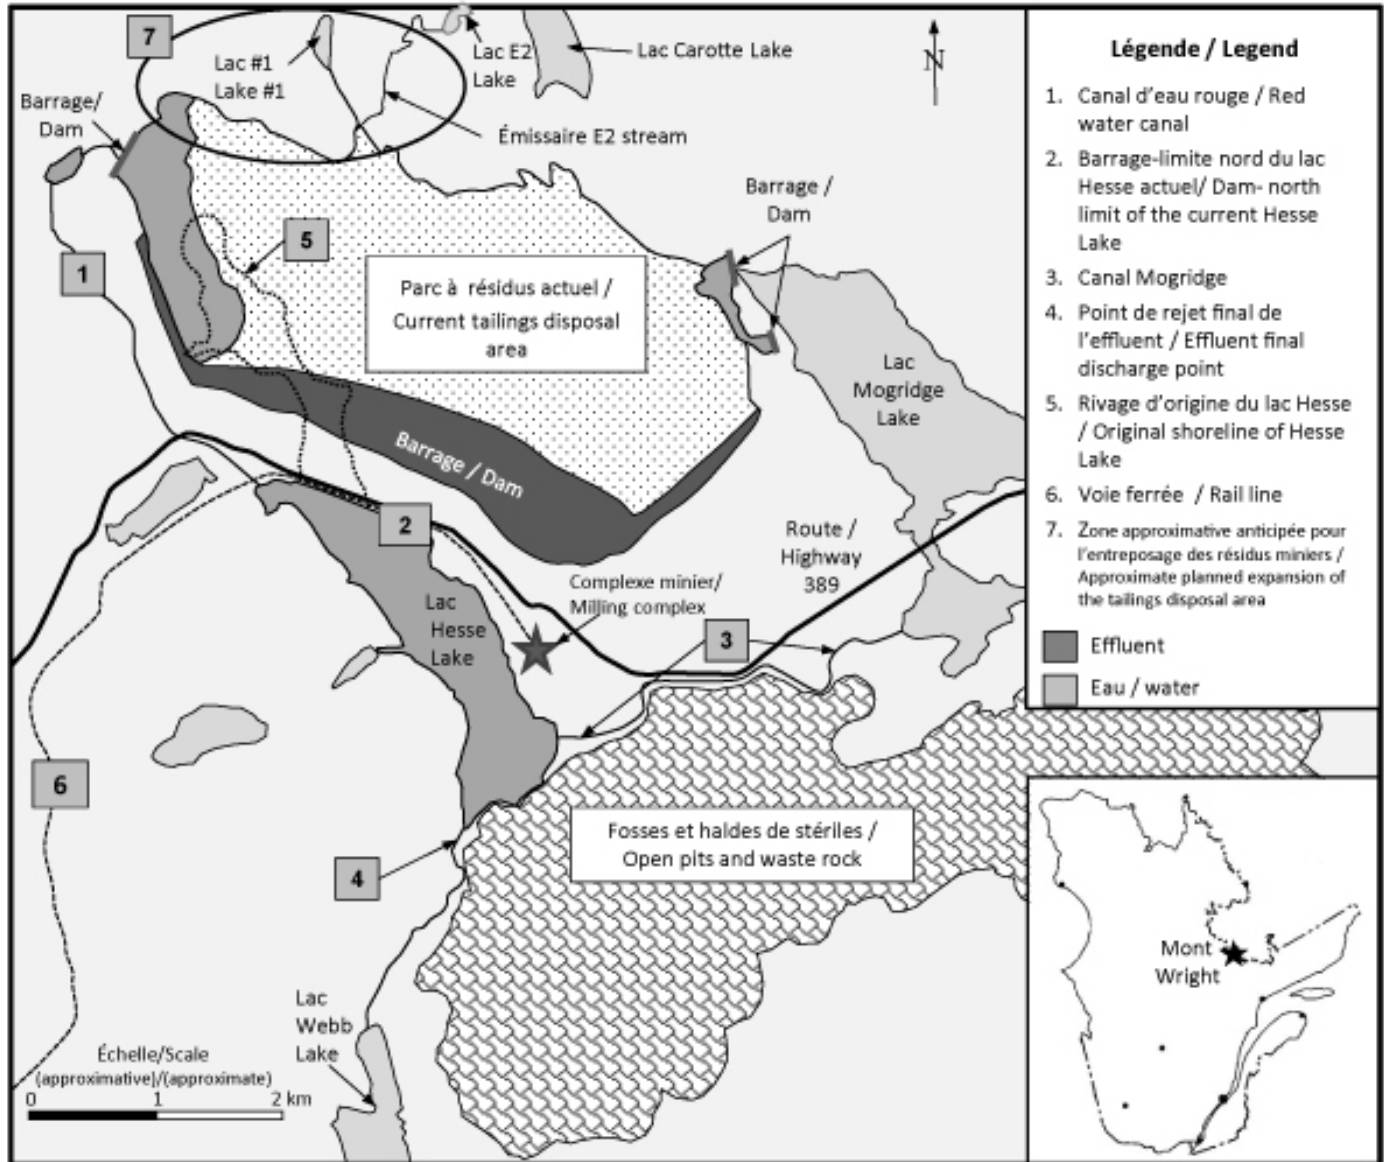 7
Lac #1
Lake #1
Lac E2
Lake
Lac Carotte Lake
N
Barrage/
Dam
Émissaire E2 stream
Barrage /
Dam
5
1
Parc à résidus actuel /
Current tailings disposal
area
Lac
Mogridge
Lake
Barrage / Dam
2
Route /
Highway
389
Complexe minier/
Milling complex
Lac
Hesse
Lake
3
6
4
Fosses et haldes de stériles /
Open pits and waste rock
Lac
Webb
Lake
Échelle/Scale
(approximative)/(approximate)
0 1 2 km
Légende / Legend
1. Canal d'eau rouge / Red
water canal
2. Barrage-limite nord du lac
Hesse actuel/ Dam- north
limit of the current Hesse
Lake
3. Canal Mogridge
4. Point de rejet final de
l'effluent / Effluent final
discharge point
5. Rivage d'origine du lac Hesse
/ Original shoreline of Hesse
Lake
6. Voie ferrée / Rail line
7. Zone approximative anticipée pour
l'entreposage des résidus miniers /
Approximate planned expansion of
the tailings disposal area
Effluent
Eau / water
Mont
Wright